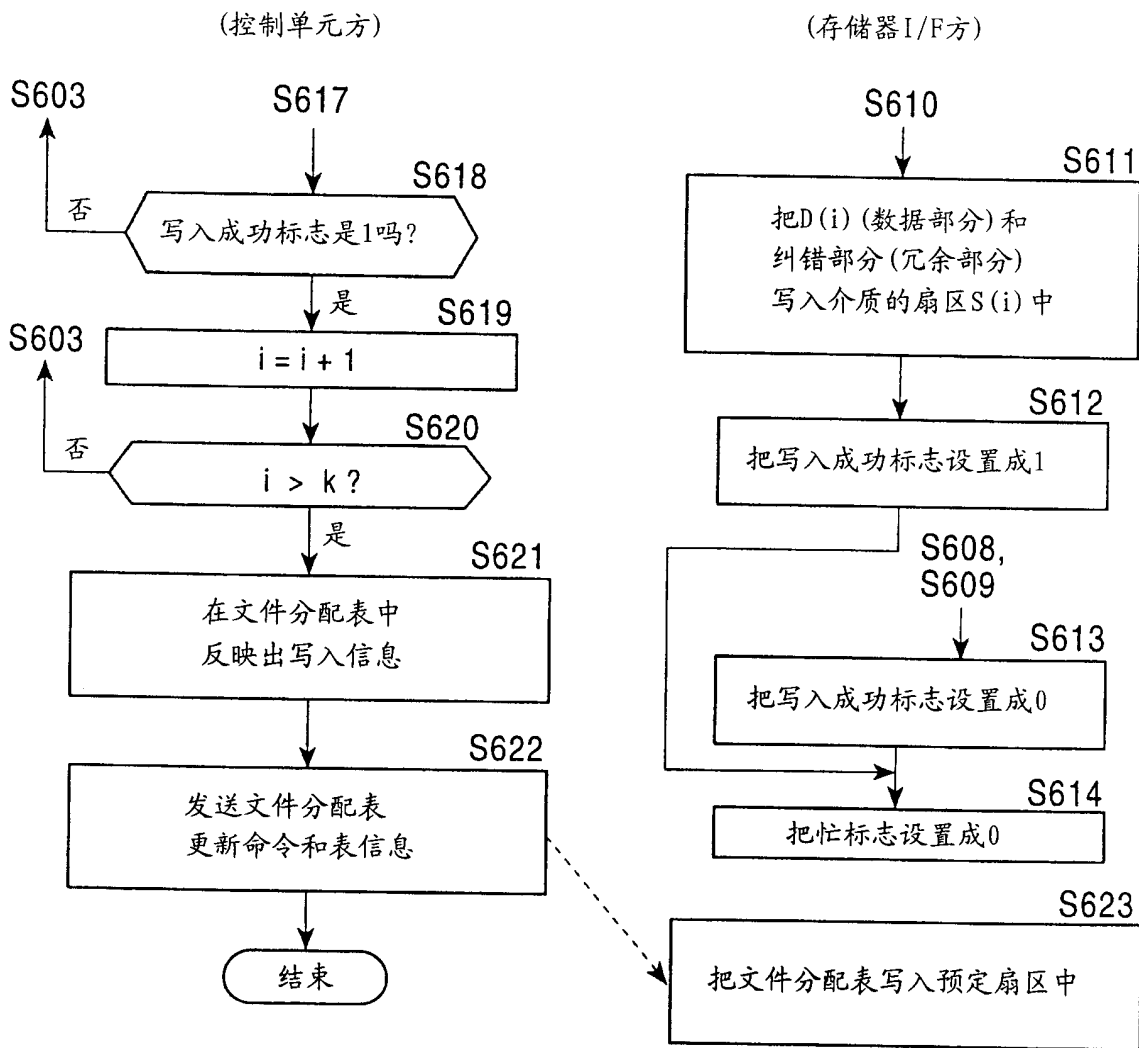 (控制单元方)
S603
S617
S618
否
写入成功标志是1吗?
是
S619
S603
i = i + 1
S620
否
i > k ?
是
S621
在文件分配表中
反映出写入信息
S622
发送文件分配表
更新命令和表信息
结束
(存储器I/F方)
S610
S611
把D(i)(数据部分)和
纠错部分(冗余部分)
写入介质的扇区S(i)中
S612
把写入成功标志设置成1
S608,
S609
S613
把写入成功标志设置成0
S614
把忙标志设置成0
S623
把文件分配表写入预定扇区中